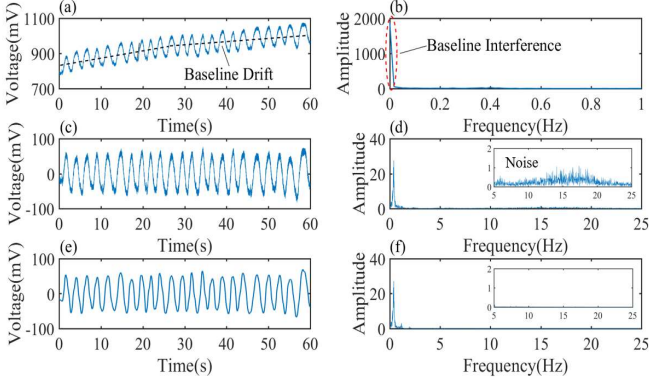 (a)
Voltage(mV)
1100
900
700
Baseline Drift
0 10 20 30 40 50 60
Time(s)
(b)
Amplitude
2000
1000
0
Baseline Interference
0 0.2 0.4 0.6 0.8 1
Frequency(Hz)
(c)
Voltage(mV)
100
0
-100
0 10 20 30 40 50 60
Time(s)
(d)
Amplitude
40
20
0
Noise
2
1
0
5 10 15 20 25
0 5 10 15 20 25
Frequency(Hz)
(e)
Voltage(mV)
100
0
-100
0 10 20 30 40 50 60
Time(s)
(f)
Amplitude
40
20
0
2
1
0
5 10 15 20 25
0 5 10 15 20 25
Frequency(Hz)